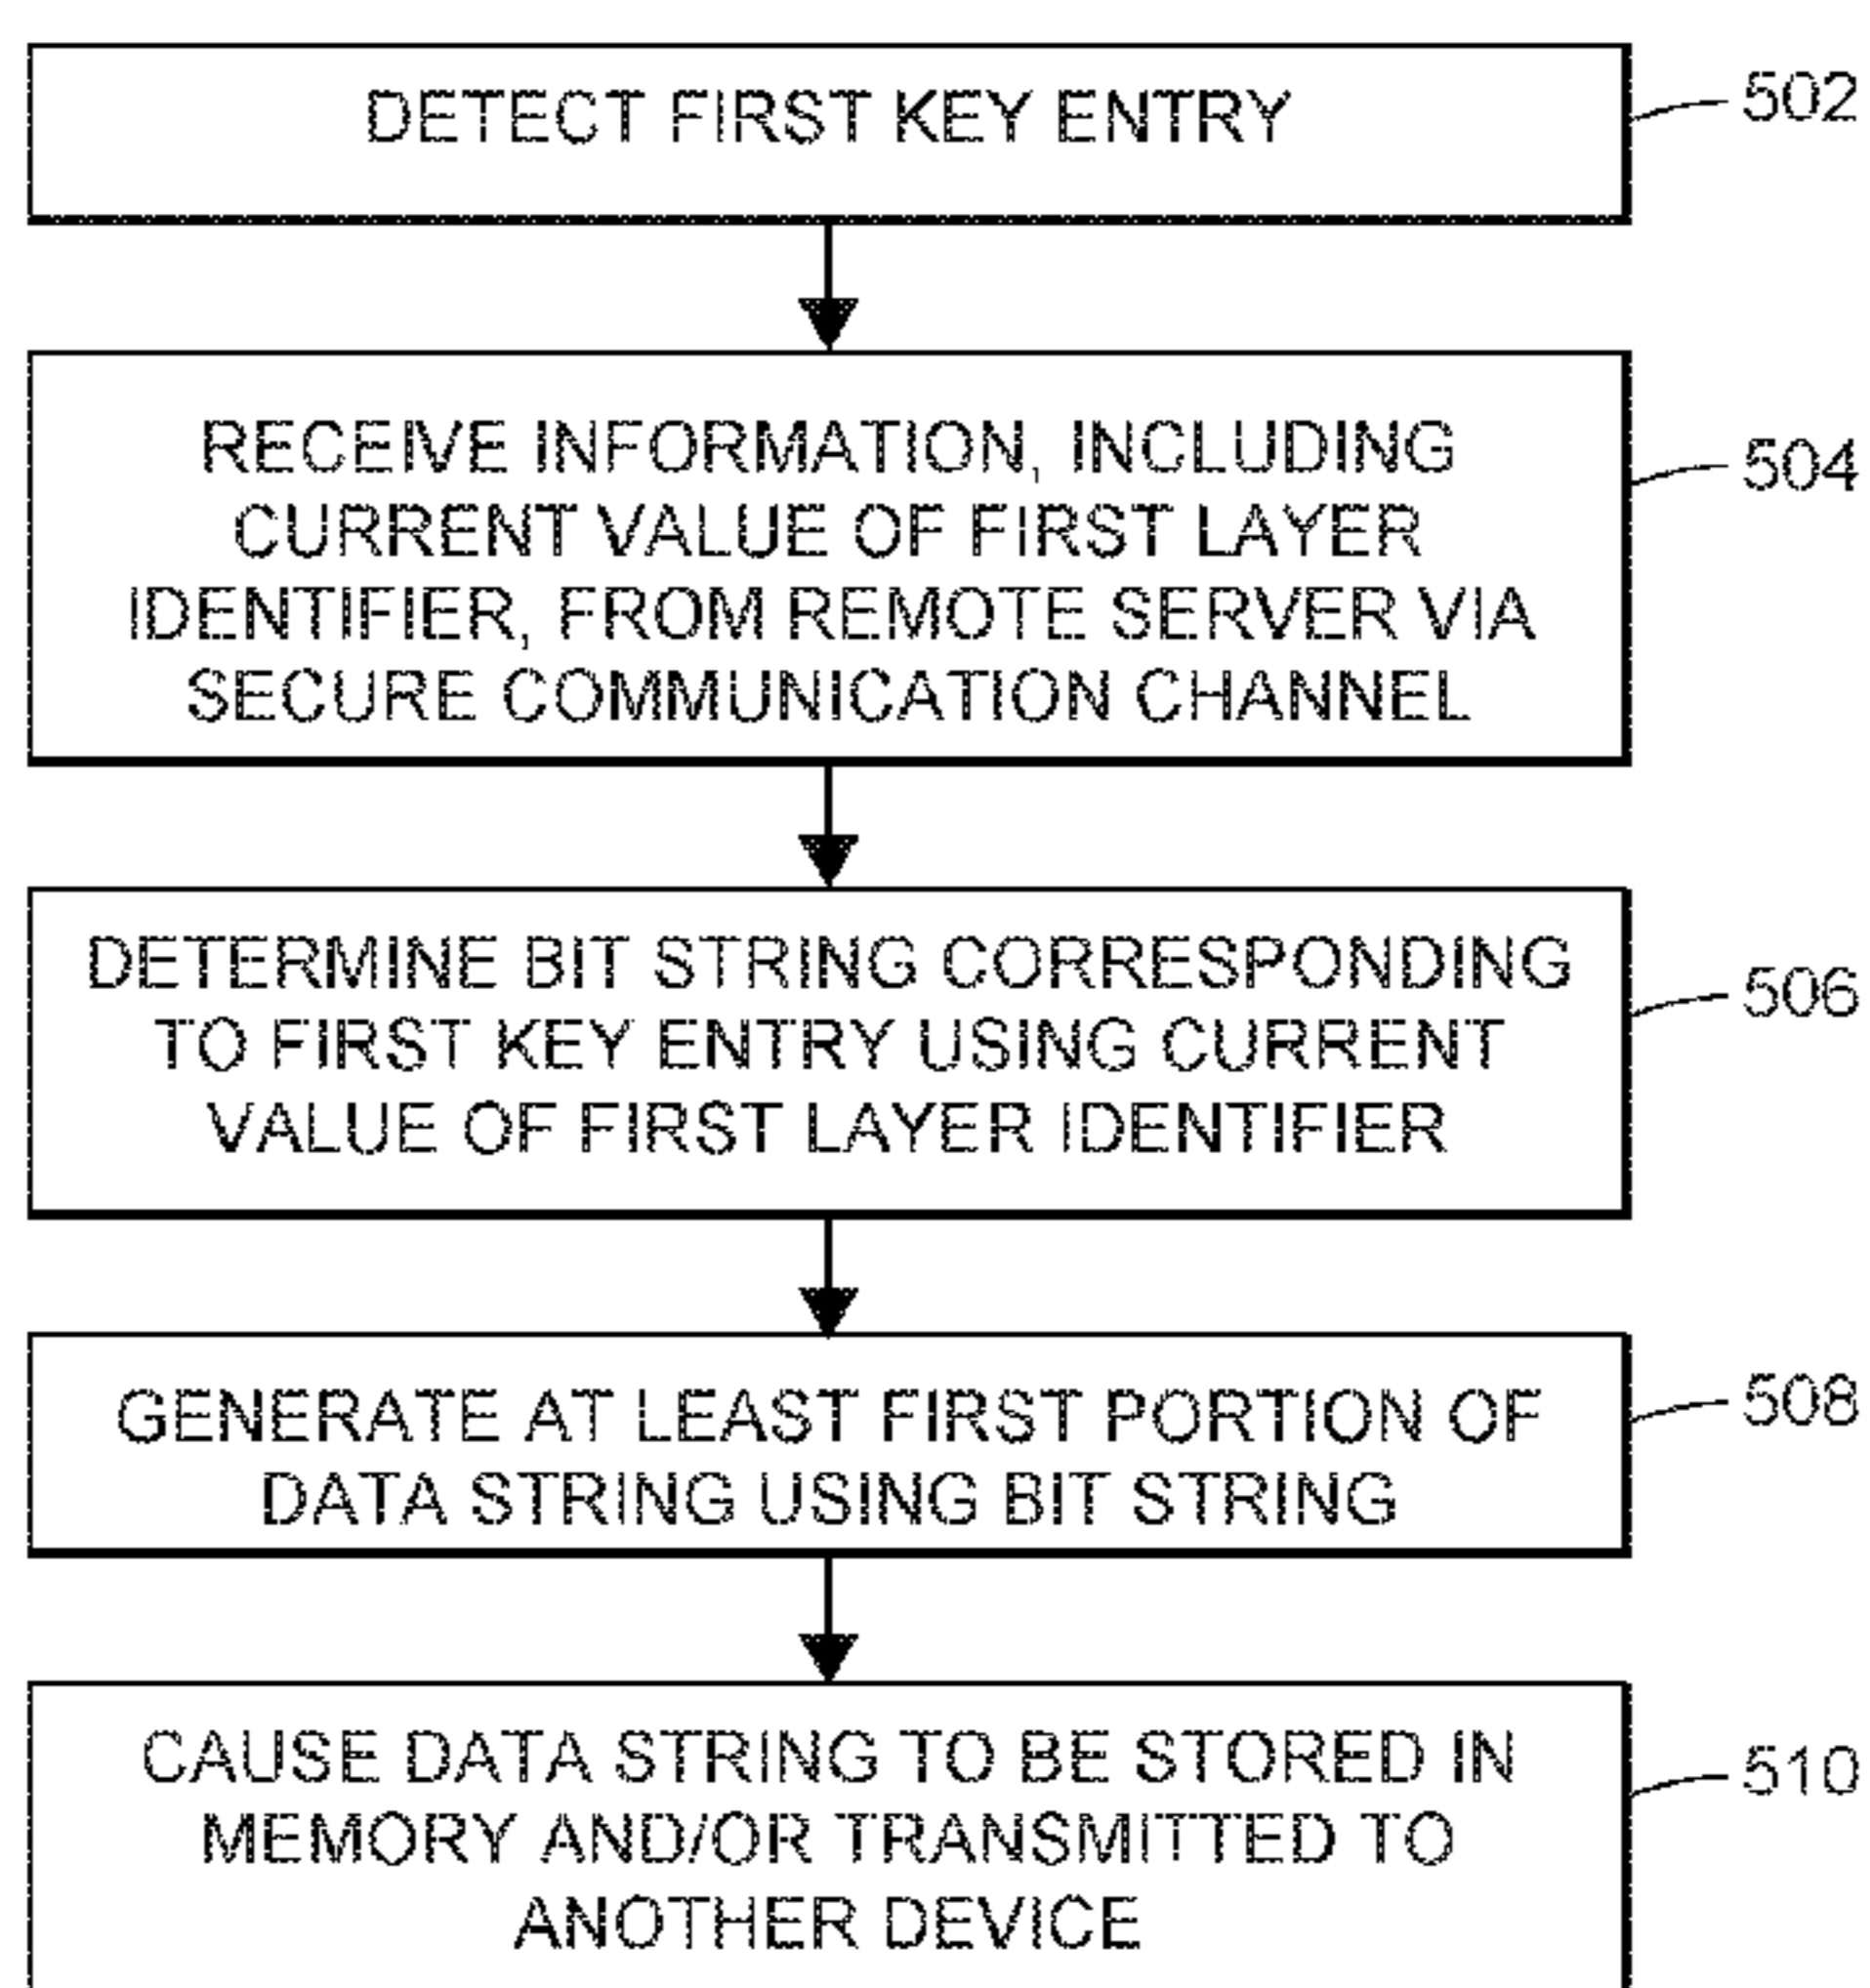 DETECT FIRST KEY ENTRY
502
RECEIVE INFORMATION, INCLUDING
CURRENT VALUE OF FIRST LAYER
IDENTIFIER, FROM REMOTE SERVER VIA
SECURE COMMUNICATION CHANNEL
504
DETERMINE BIT STRING CORRESPONDING
TO FIRST KEY ENTRY USING CURRENT
VALUE OF FIRST LAYER IDENTIFIER
506
GENERATE AT LEAST FIRST PORTION OF
DATA STRING USING BIT STRING
508
CAUSE DATA STRING TO BE STORED IN
MEMORY AND/OR TRANSMITTED TO
ANOTHER DEVICE
510